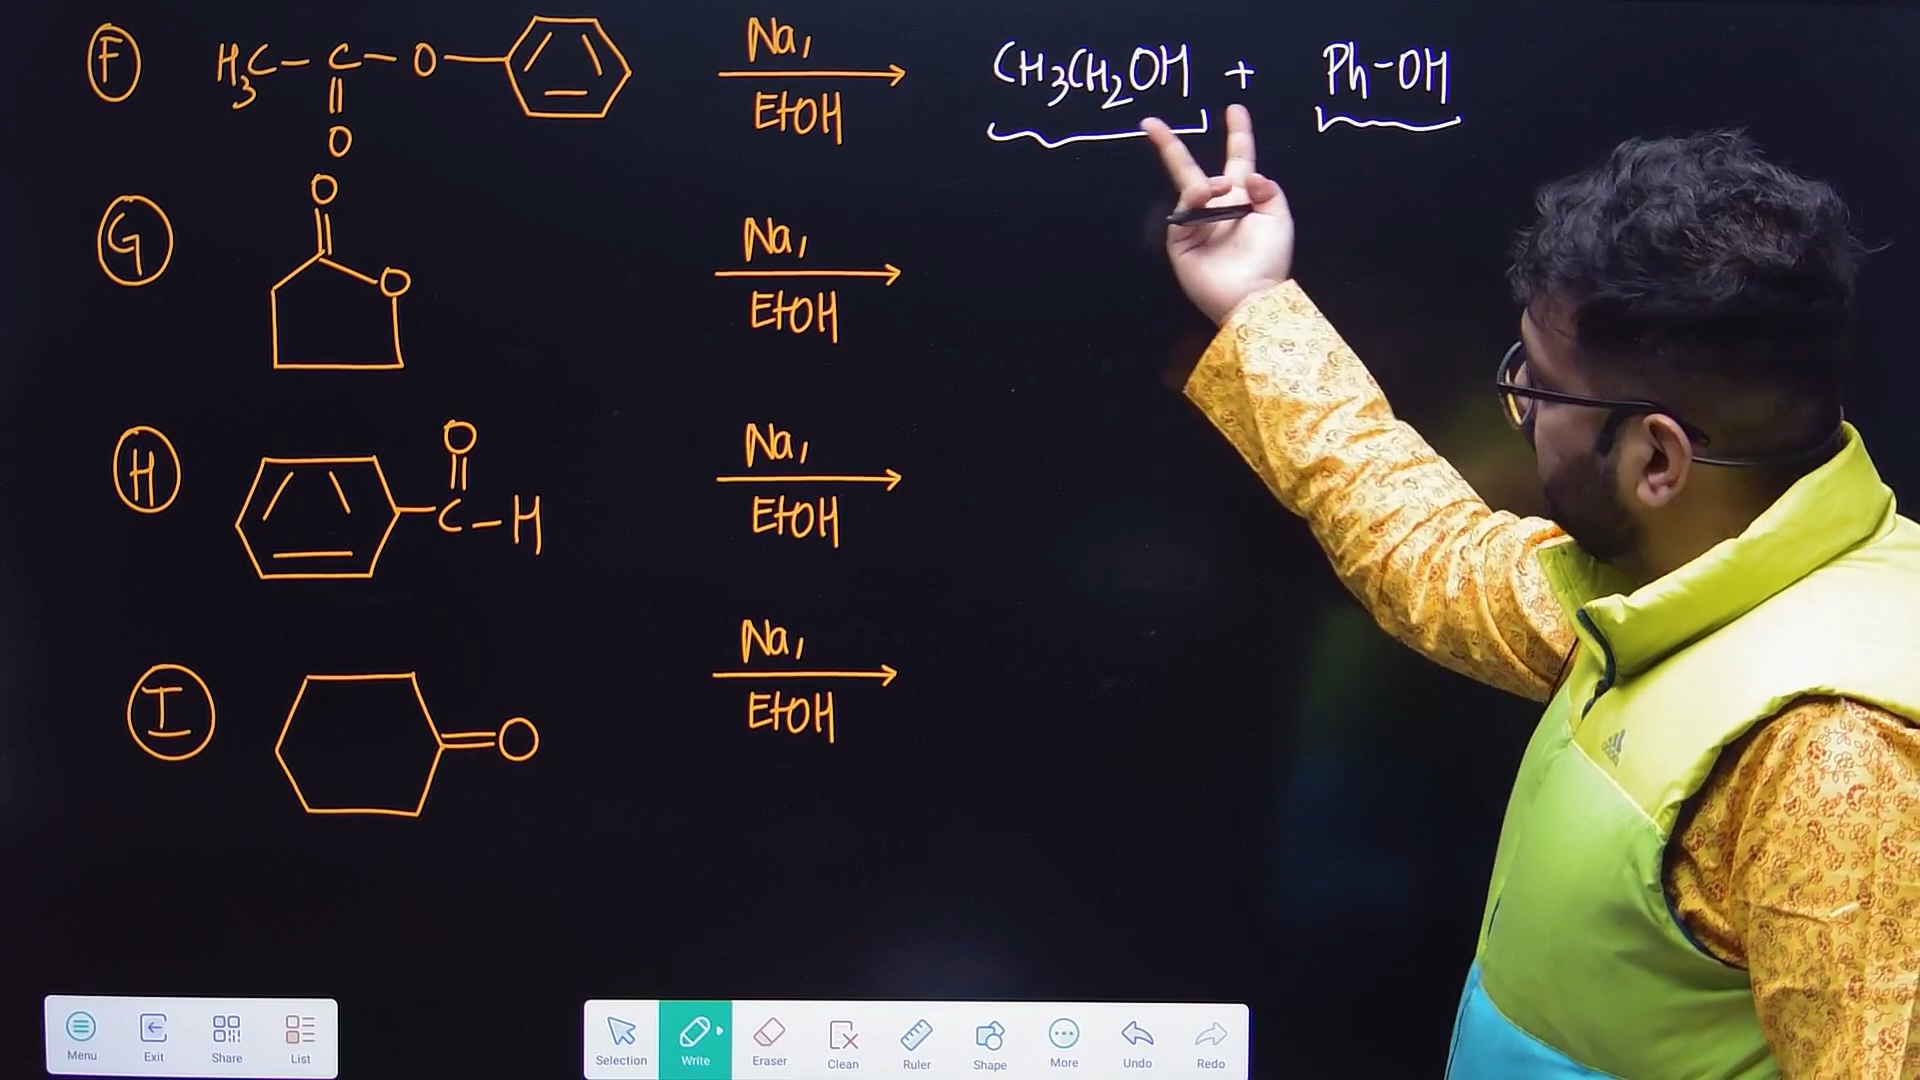 F H3C-C-O Na, CH3CH2OH + Ph-OH
O EtOH
G O Na,
O EtOH
H O Na,
C-H EtOH
I O Na,
EtOH
adidas
Menu Exit Share List Selection Write Eraser Clean Ruler Shape More Undo Redo